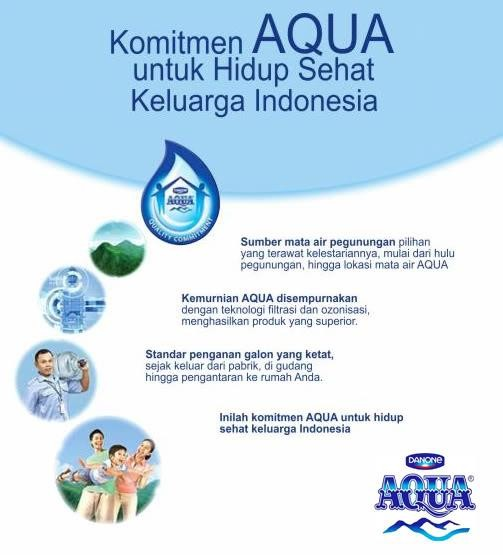 Komitmen AQUA
untuk Hidup Sehat
Keluarga Indonesia
DANONE
AQUA
QUALITY COMMITMENT
Sumber mata air pegunungan pilihan
yang terawat kelestariannya, mulai dari hulu
pegunungan, hingga lokasi mata air AQUA
Kemurnian AQUA disempurnakan
dengan teknologi filtrasi dan ozonisasi,
menghasilkan produk yang superior.
Standar penganan galon yang ketat,
sejak keluar dari pabrik, di gudang
hingga pengantaran ke rumah Anda.
Inilah komitmen AQUA untuk hidup
sehat keluarga Indonesia
DANONE
AQUA®